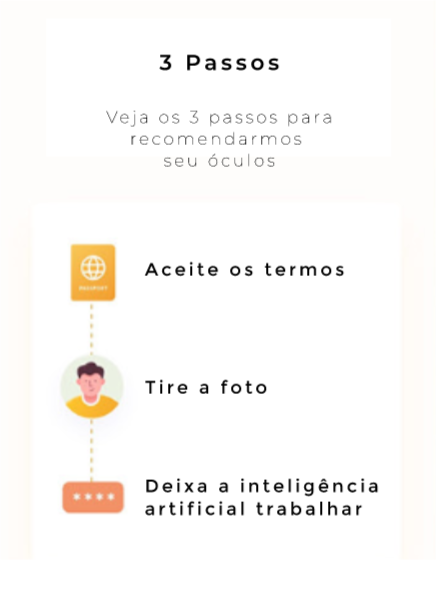 3 Passos
Veja os 3 passos para
recomendarmos
seu óculos
Aceite os termos
PASSPORT
Tire a foto
Deixa a inteligência
artificial trabalhar
****